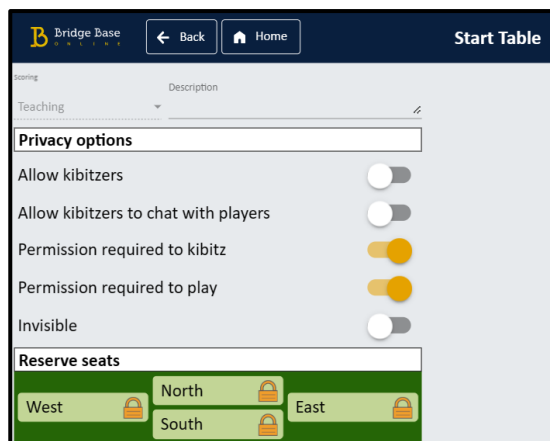 Bridge Base
ONLINE
Back
Home
Start Table
Scoring
Description
Teaching
Privacy options
Allow kibitzers
Allow kibitzers to chat with players
Permission required to kibitz
Permission required to play
Invisible
Reserve seats
North
West
East
South